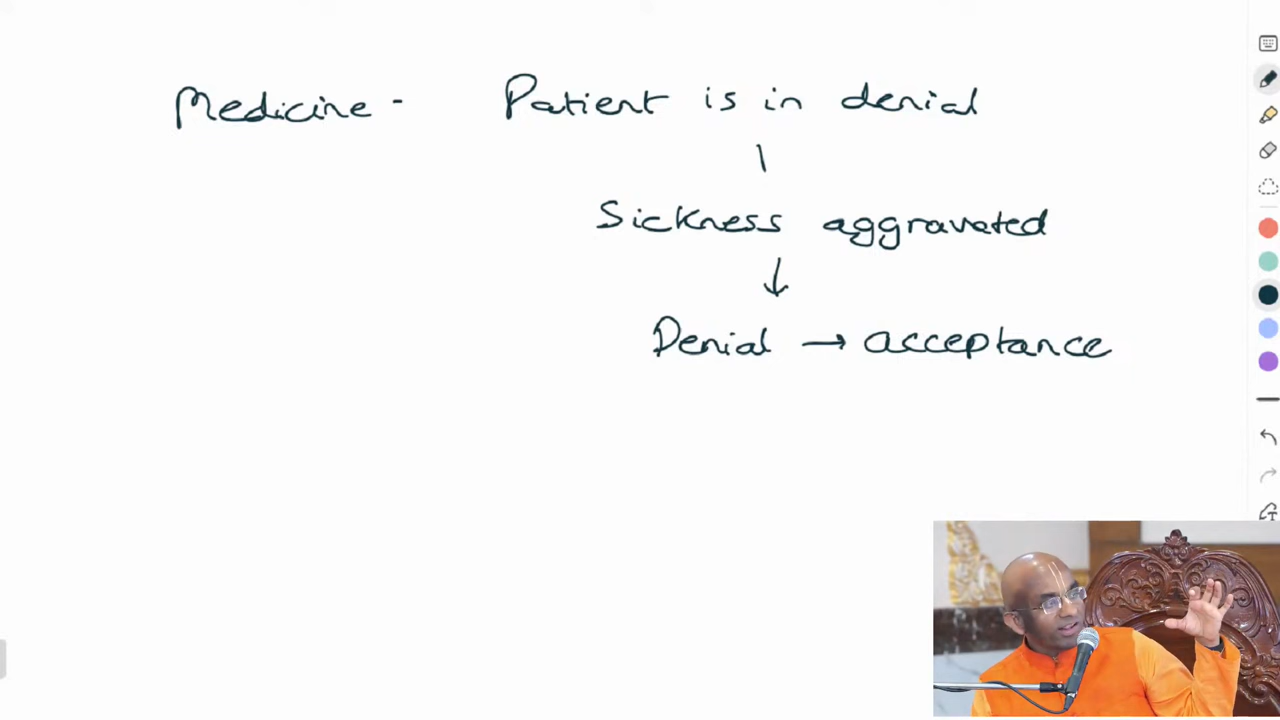 Medicine - Patient is in denial
Sickness aggravated
↓
Denial → acceptance